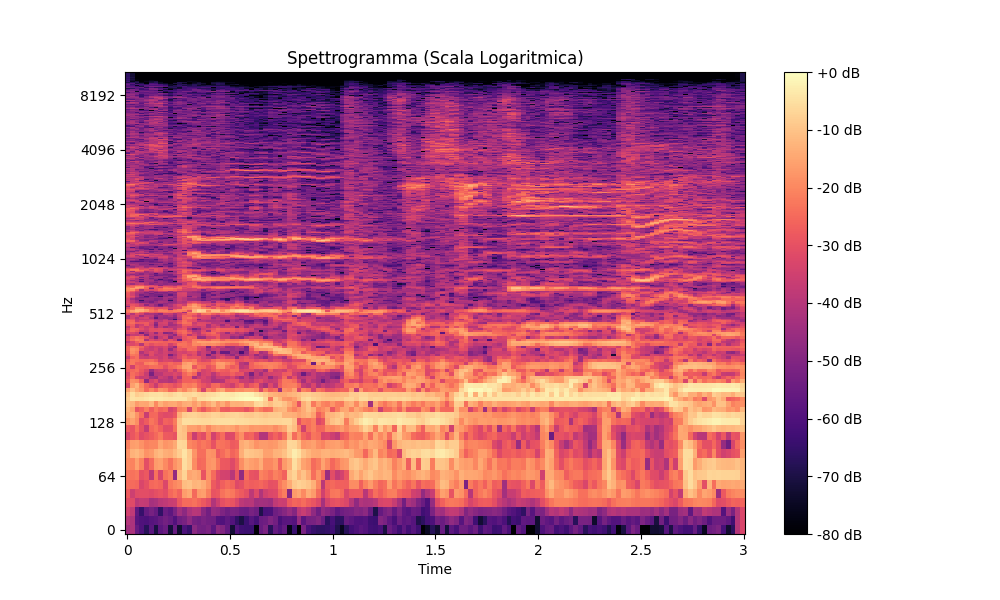 Spettrogramma (Scala Logaritmica)
Hz
8192
4096
2048
1024
512
256
128
64
0
0 0.5 1 1.5 2 2.5 3
Time
+0 dB
-10 dB
-20 dB
-30 dB
-40 dB
-50 dB
-60 dB
-70 dB
-80 dB